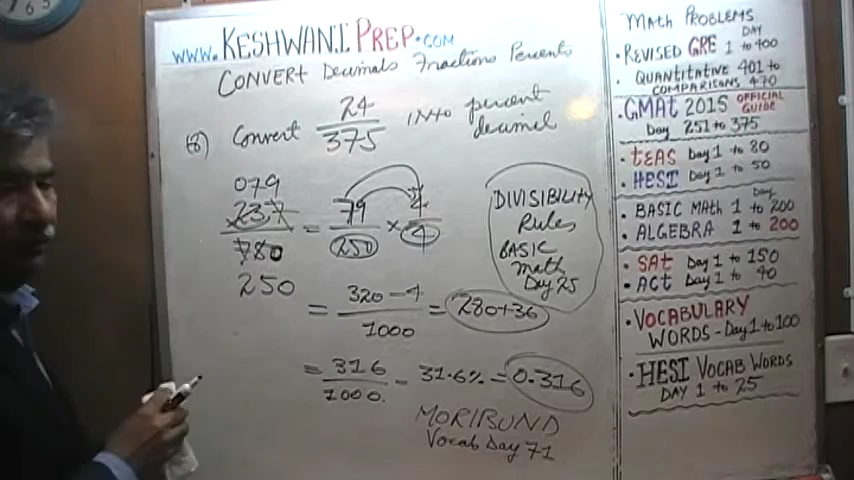 WWW.KESHWANI PREP.COM
CONVERT Decimals Fractions Percents
(8) Convert 24/375 INTO percent decimal
079
237/750 = 79/250 × 4/4
250
= 320-4/1000 = 280+36
= 316/1000 - 31.6% = 0.316
MORIBUND
Vocab Day 71
DIVISIBILITY
Rules
BASIC
math
Day 25
MATH PROBLEMS
DAY
• REVISED GRE 1 to 400
• QUANTITATIVE 401 to
COMPARISONS 470
GMAT 2015 OFFICIAL GUIDE
Day 251 to 375
• TEAS Day 1 to 80
• HESI Day 1 to 50
Day
• BASIC MATH 1 to 200
• ALGEBRA 1 to 200
• SAt Day 1 to 150
• ACt Day 1 to 40
• VOCABULARY
WORDS - Day 1 to 100
• HESI VOCAB WORDS
DAY 1 to 25